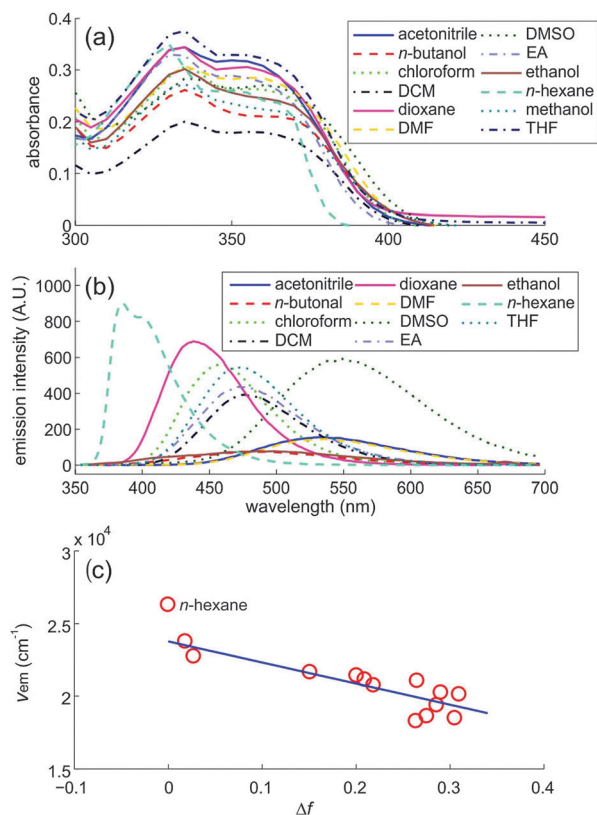 (a)
0.4
0.3
0.2
0.1
0
absorbance
acetonitrile
n-butanol
chloroform
DCM
dioxane
DMF
DMSO
EA
ethanol
n-hexane
methanol
THF
300
350
400
450
(b)
1000
800
600
400
200
0
emission intensity (A.U.)
acetonitrile
n-butonal
chloroform
DCM
dioxane
DMF
DMSO
EA
ethanol
n-hexane
THF
350
400
450
500
550
600
650
700
wavelength (nm)
x 10⁴
(c)
3
2.5
2
1.5
νem (cm⁻¹)
n-hexane
−0.1
0
0.1
0.2
0.3
0.4
Δf